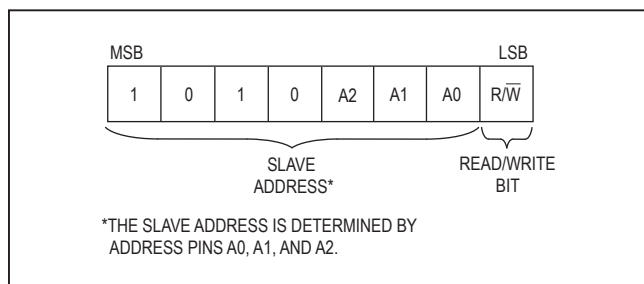 MSB LSB
1 0 1 0 A2 A1 A0 R/W̅
SLAVE READ/WRITE
ADDRESS* BIT
*THE SLAVE ADDRESS IS DETERMINED BY
ADDRESS PINS A0, A1, AND A2.